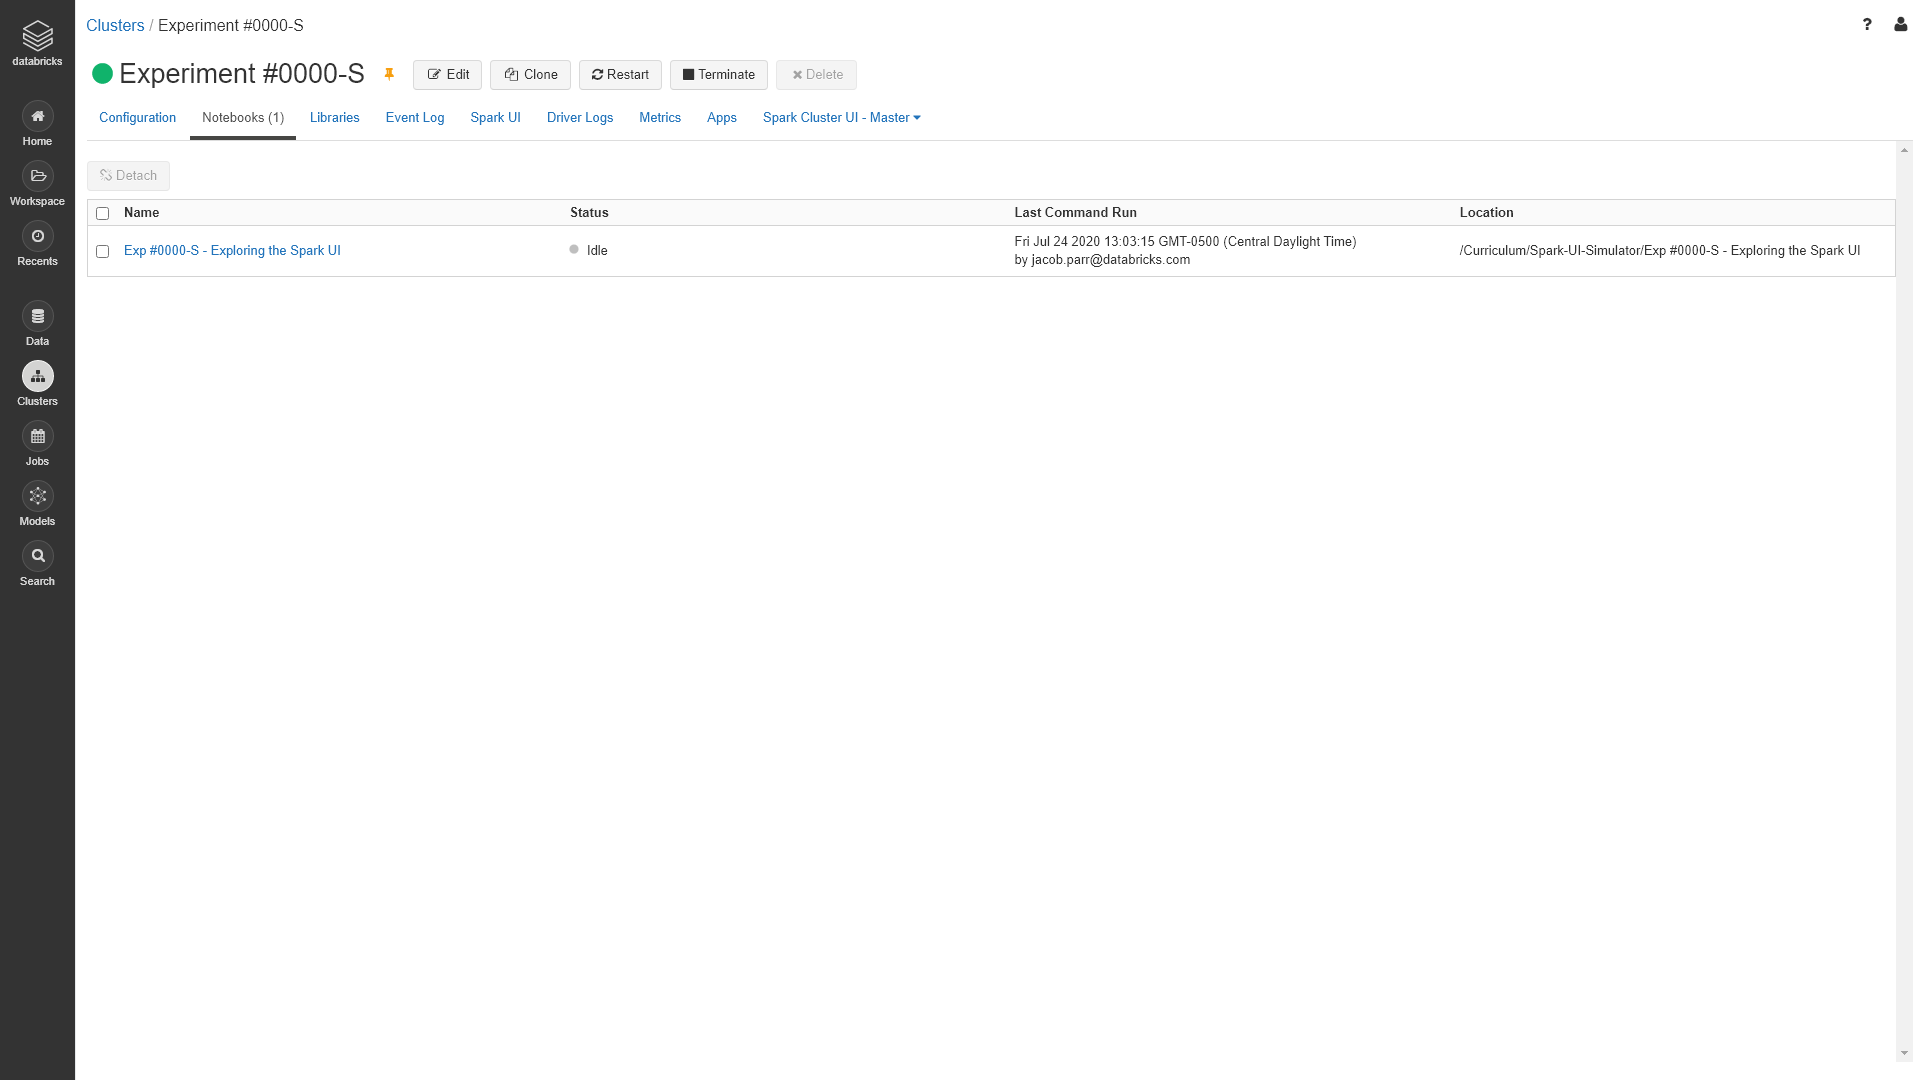 databricks
Home
Workspace
Recents
Data
Clusters
Jobs
Models
Search
Clusters / Experiment #0000-S
?
Experiment #0000-S
Edit
Clone
Restart
Terminate
Delete
Configuration
Notebooks (1)
Libraries
Event Log
Spark UI
Driver Logs
Metrics
Apps
Spark Cluster UI - Master
Detach
Name
Status
Last Command Run
Location
Exp #0000-S - Exploring the Spark UI
Idle
Fri Jul 24 2020 13:03:15 GMT-0500 (Central Daylight Time)
by jacob.parr@databricks.com
/Curriculum/Spark-UI-Simulator/Exp #0000-S - Exploring the Spark UI